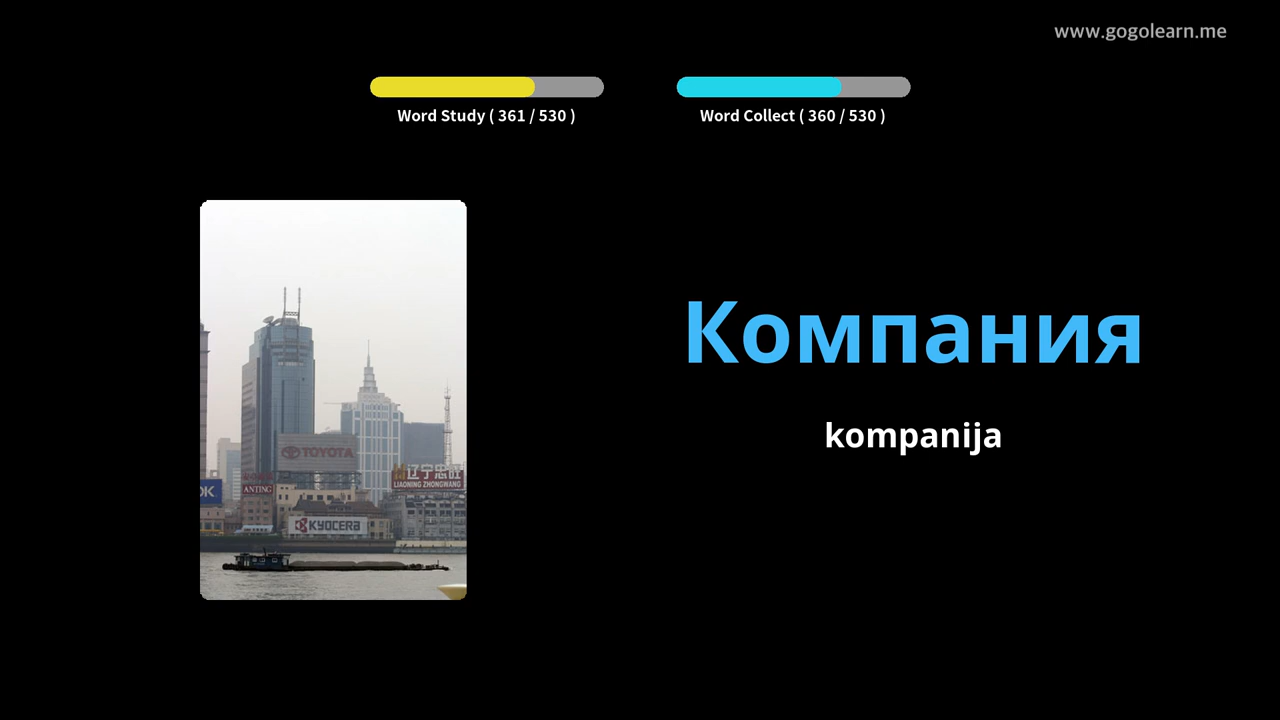 www.gogolearn.me
Word Study ( 361 / 530 )
Word Collect ( 360 / 530 )
Компания
kompanija
TOYOTA
ANTING
LIAONING ZHONGWANG
KYOCERA